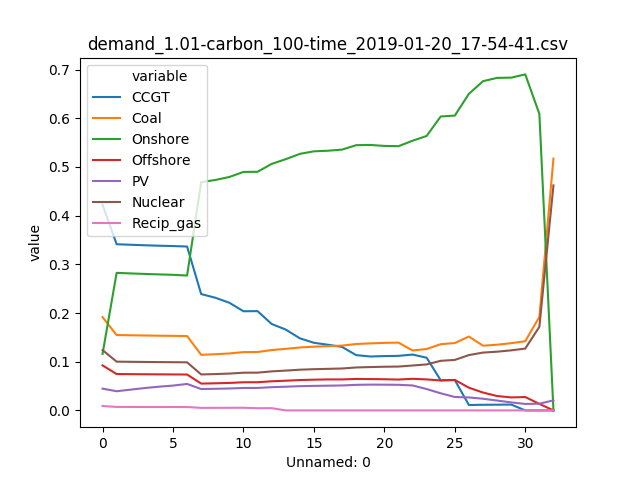 demand_1.01-carbon_100-time_2019-01-20_17-54-41.csv
variable
CCGT
Coal
Onshore
Offshore
PV
Nuclear
Recip_gas
value
0.7
0.6
0.5
0.4
0.3
0.2
0.1
0.0
0 5 10 15 20 25 30
Unnamed: 0